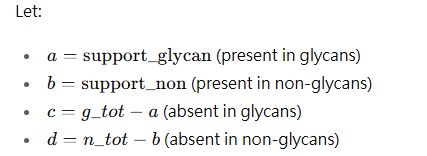 Let:
• a = support_glycan (present in glycans)
• b = support_non (present in non-glycans)
• c = g_tot − a (absent in glycans)
• d = n_tot − b (absent in non-glycans)